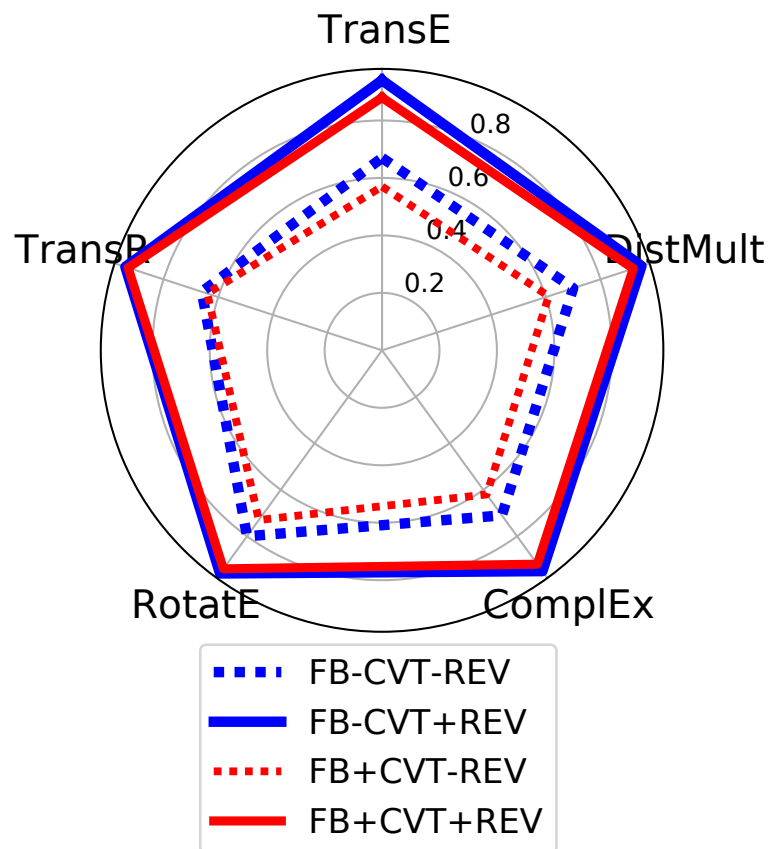 TransE
0.8
0.6
0.4
0.2
TransR
DistMult
RotatE
ComplEx
FB-CVT-REV
FB-CVT+REV
FB+CVT-REV
FB+CVT+REV